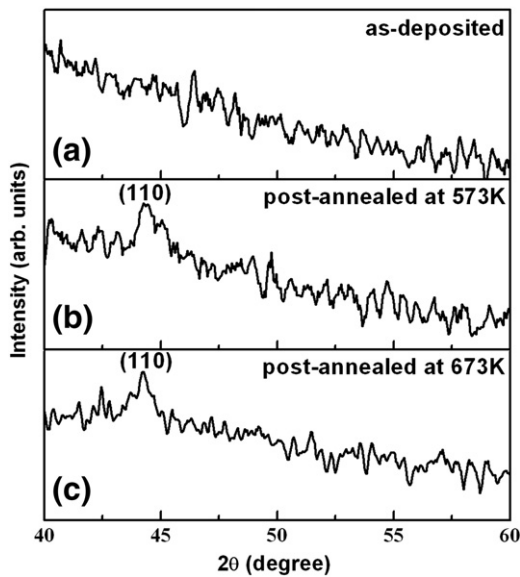 as-deposited
(a)
(110)
post-annealed at 573K
(b)
(110)
post-annealed at 673K
(c)
Intensity (arb. units)
40 45 50 55 60
2θ (degree)